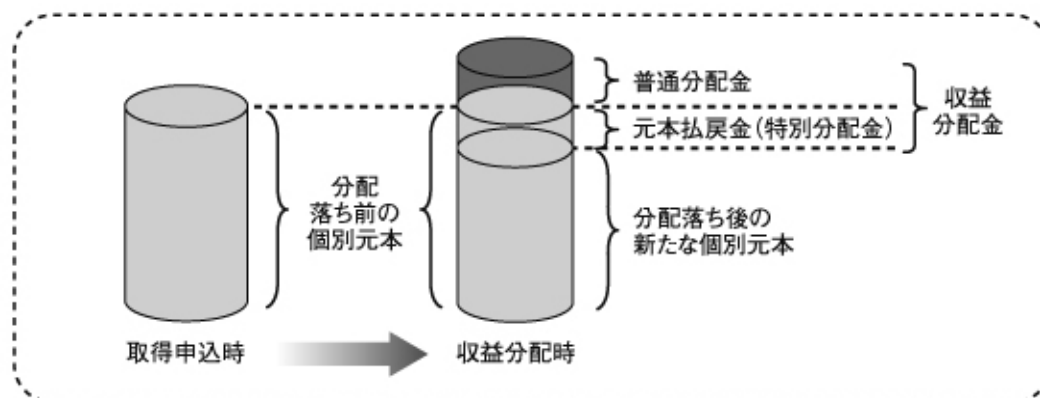 普通分配金
収益
分配金
元本払戻金(特別分配金)
分配
落ち前の
個別元本
分配落ち後の
新たな個別元本
取得申込時
収益分配時